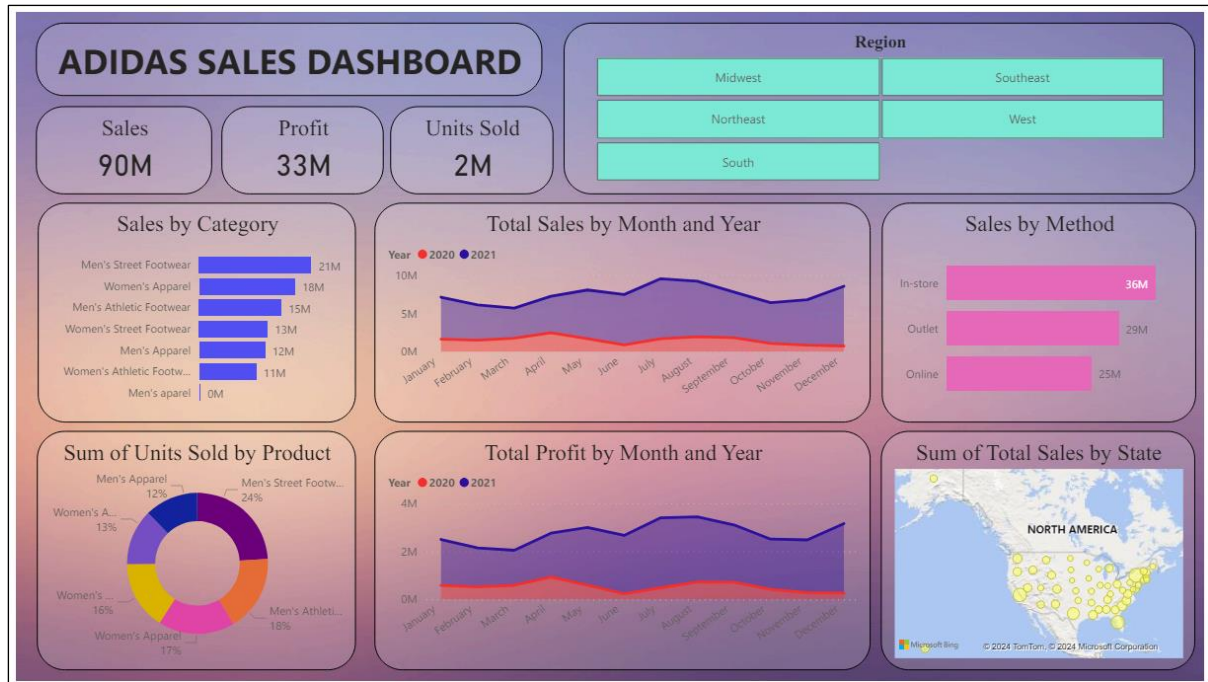 ADIDAS SALES DASHBOARD
Region
Midwest
Southeast
Northeast
West
South
Sales
90M
Profit
33M
Units Sold
2M
Sales by Category
Men's Street Footwear
21M
Women's Apparel
18M
Men's Athletic Footwear
15M
Women's Street Footwear
13M
Men's Apparel
12M
Women's Athletic Footw...
11M
Men's aparel
0M
Total Sales by Month and Year
Year 2020 2021
10M
5M
0M
January
February
March
April
May
June
July
August
September
October
November
December
Sales by Method
In-store
36M
Outlet
29M
Online
25M
Sum of Units Sold by Product
Men's Apparel
12%
Men's Street Footw...
24%
Women's A...
13%
Women's ...
16%
Women's Apparel
17%
Men's Athleti...
18%
Total Profit by Month and Year
Year 2020 2021
4M
2M
0M
January
February
March
April
May
June
July
August
September
October
November
December
Sum of Total Sales by State
NORTH AMERICA
Microsoft Bing
© 2024 TomTom, © 2024 Microsoft Corporation